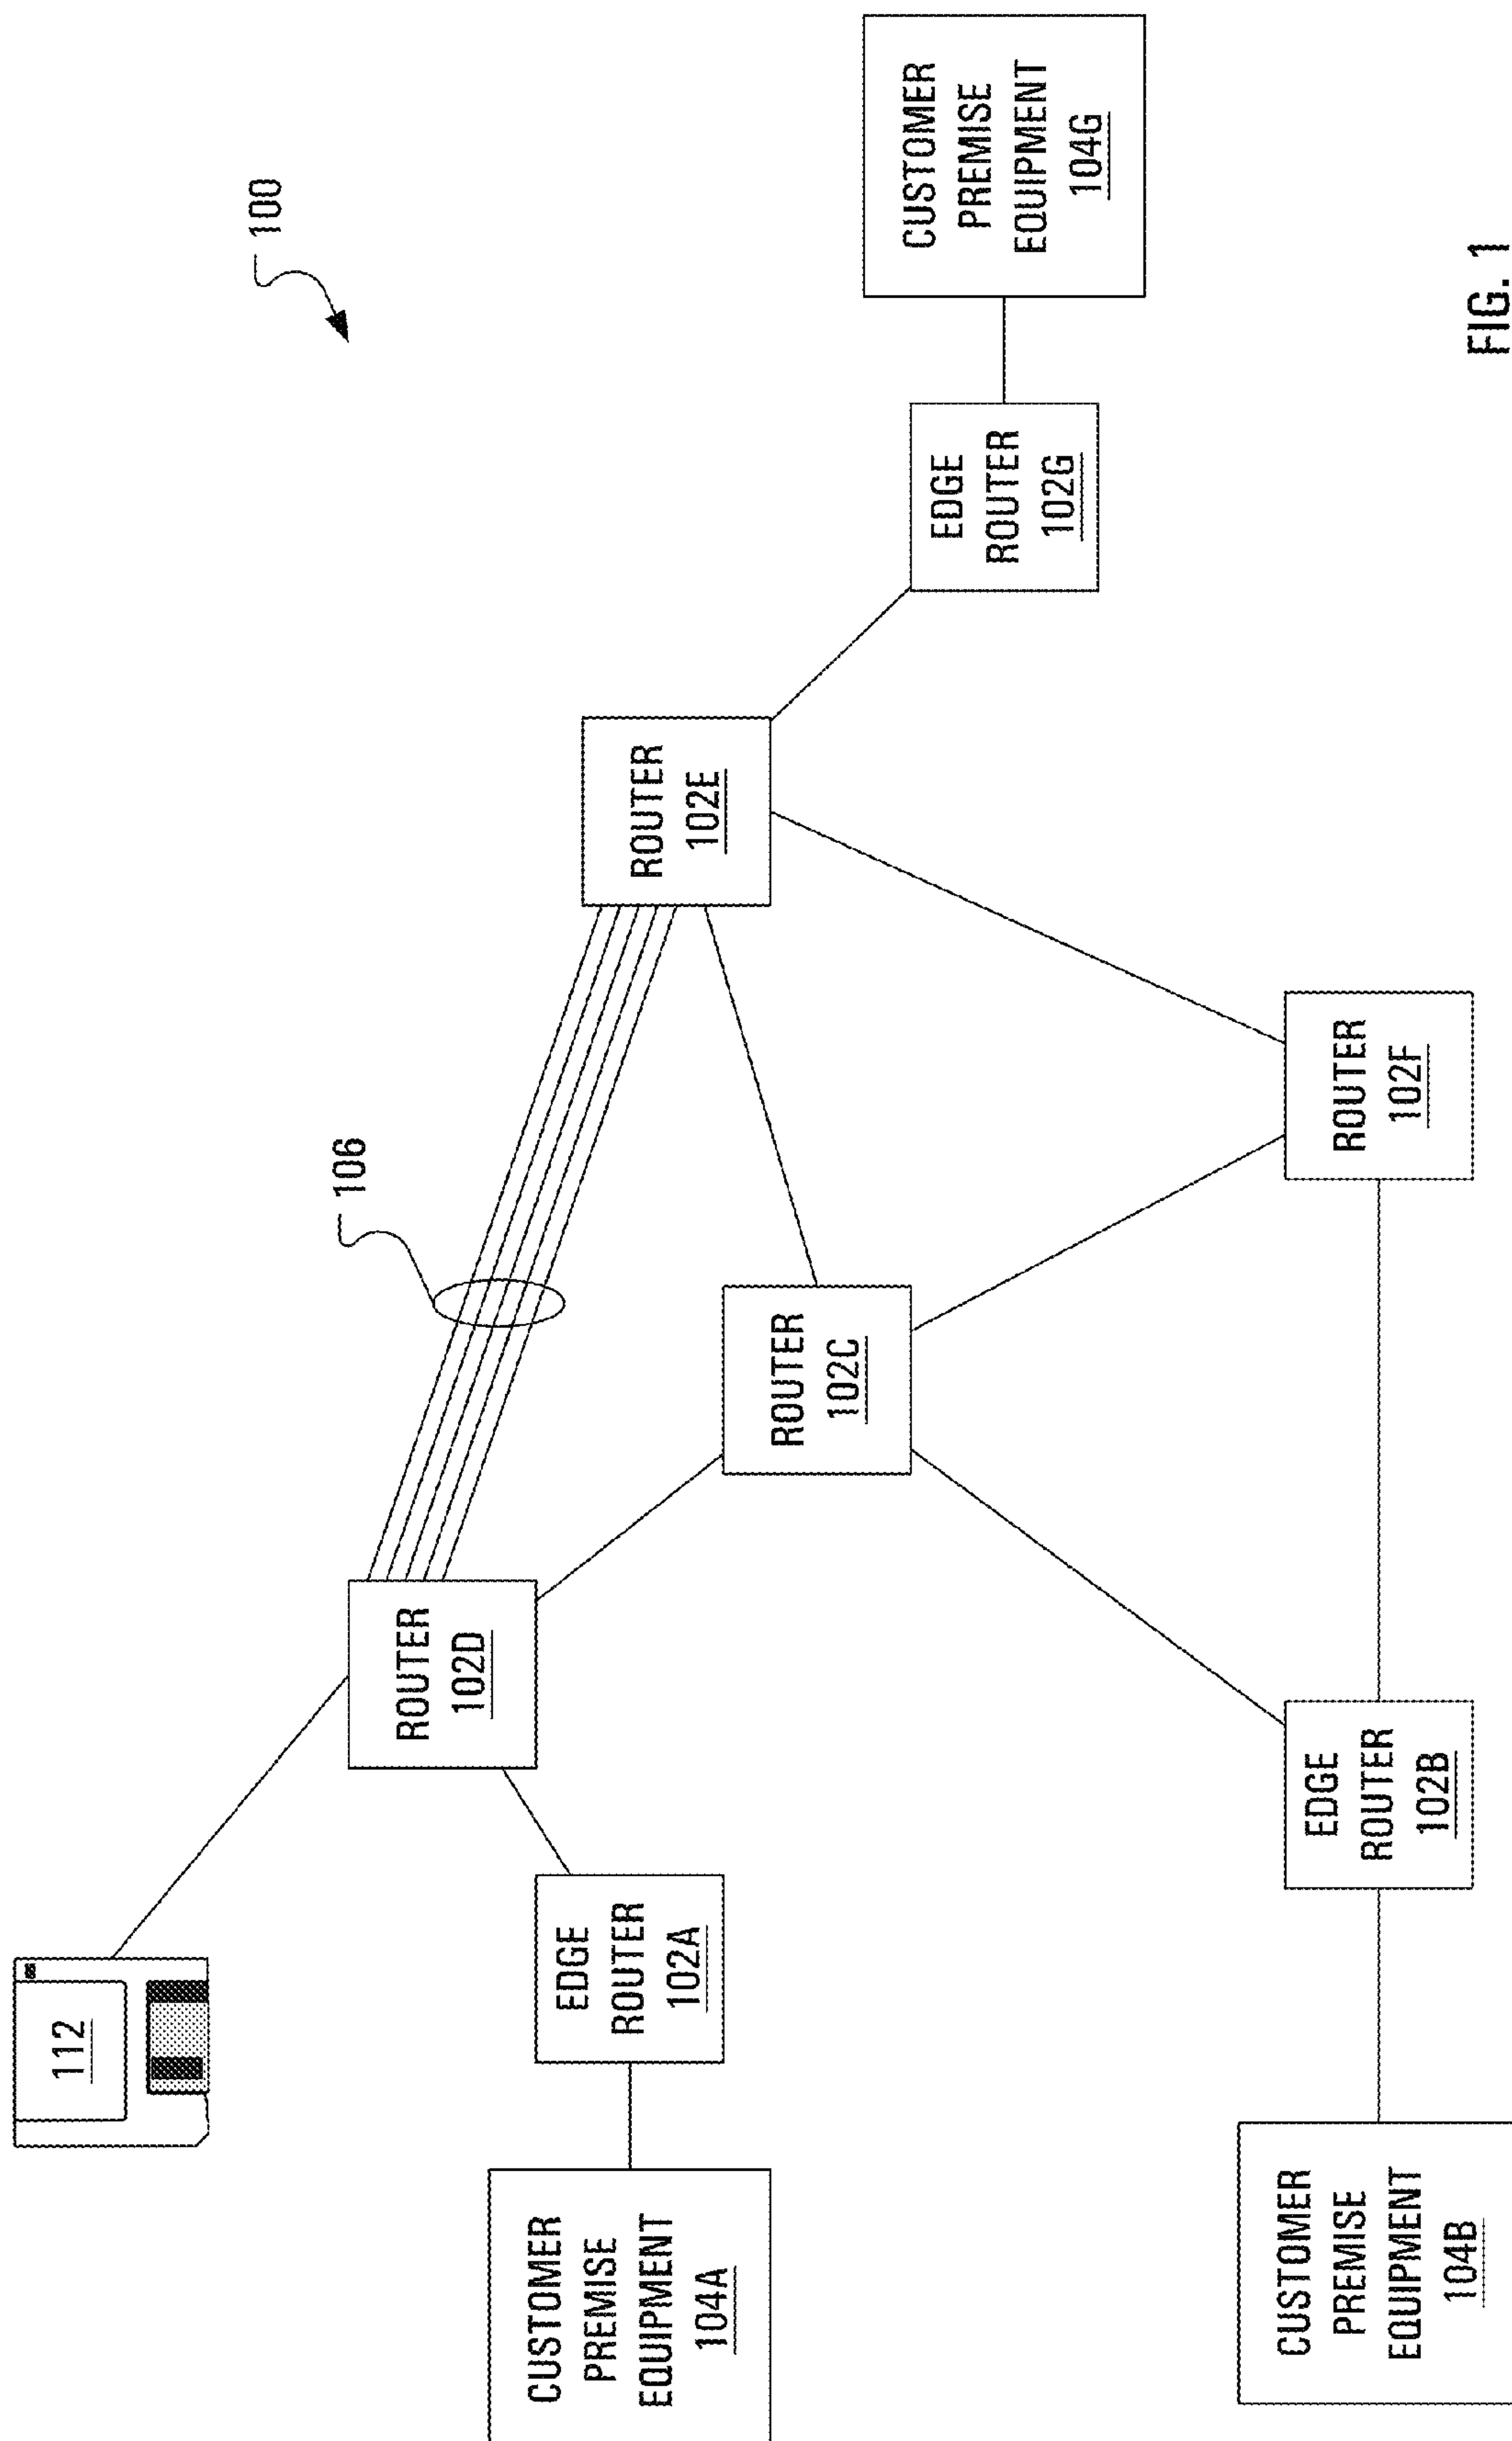 100
106
112
ROUTER
102D
ROUTER
102E
CUSTOMER
PREMISE
EQUIPMENT
104A
EDGE
ROUTER
102A
ROUTER
102C
EDGE
ROUTER
102G
CUSTOMER
PREMISE
EQUIPMENT
104G
CUSTOMER
PREMISE
EQUIPMENT
104B
EDGE
ROUTER
102B
ROUTER
102F
FIG. 1